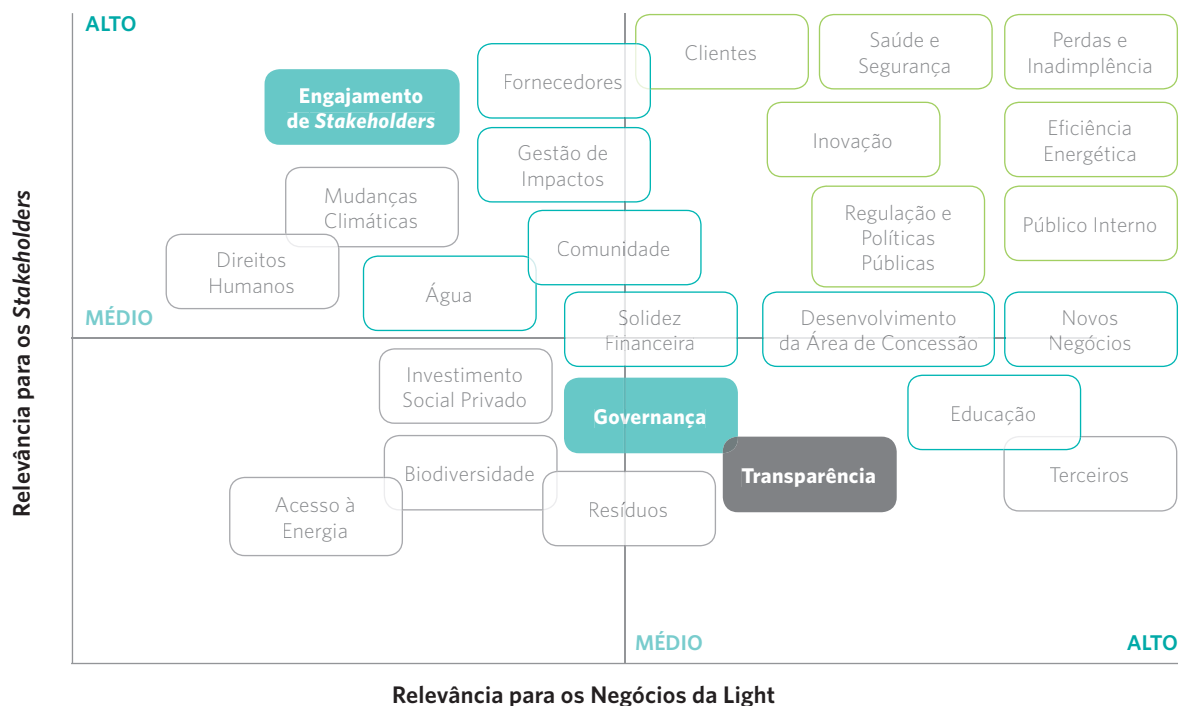 ALTO
Clientes
Saúde e
Segurança
Perdas e
Inadimplência
Fornecedores
Engajamento
de Stakeholders
Inovação
Eficiência
Energética
Gestão de
Impactos
Mudanças
Climáticas
Regulação e
Políticas
Públicas
Público Interno
Comunidade
Direitos
Humanos
Água
MÉDIO
Solidez
Financeira
Desenvolvimento
da Área de Concessão
Novos
Negócios
Investimento
Social Privado
Governança
Educação
Biodiversidade
Transparência
Terceiros
Acesso à
Energia
Resíduos
MÉDIO
ALTO
Relevância para os Stakeholders
Relevância para os Negócios da Light